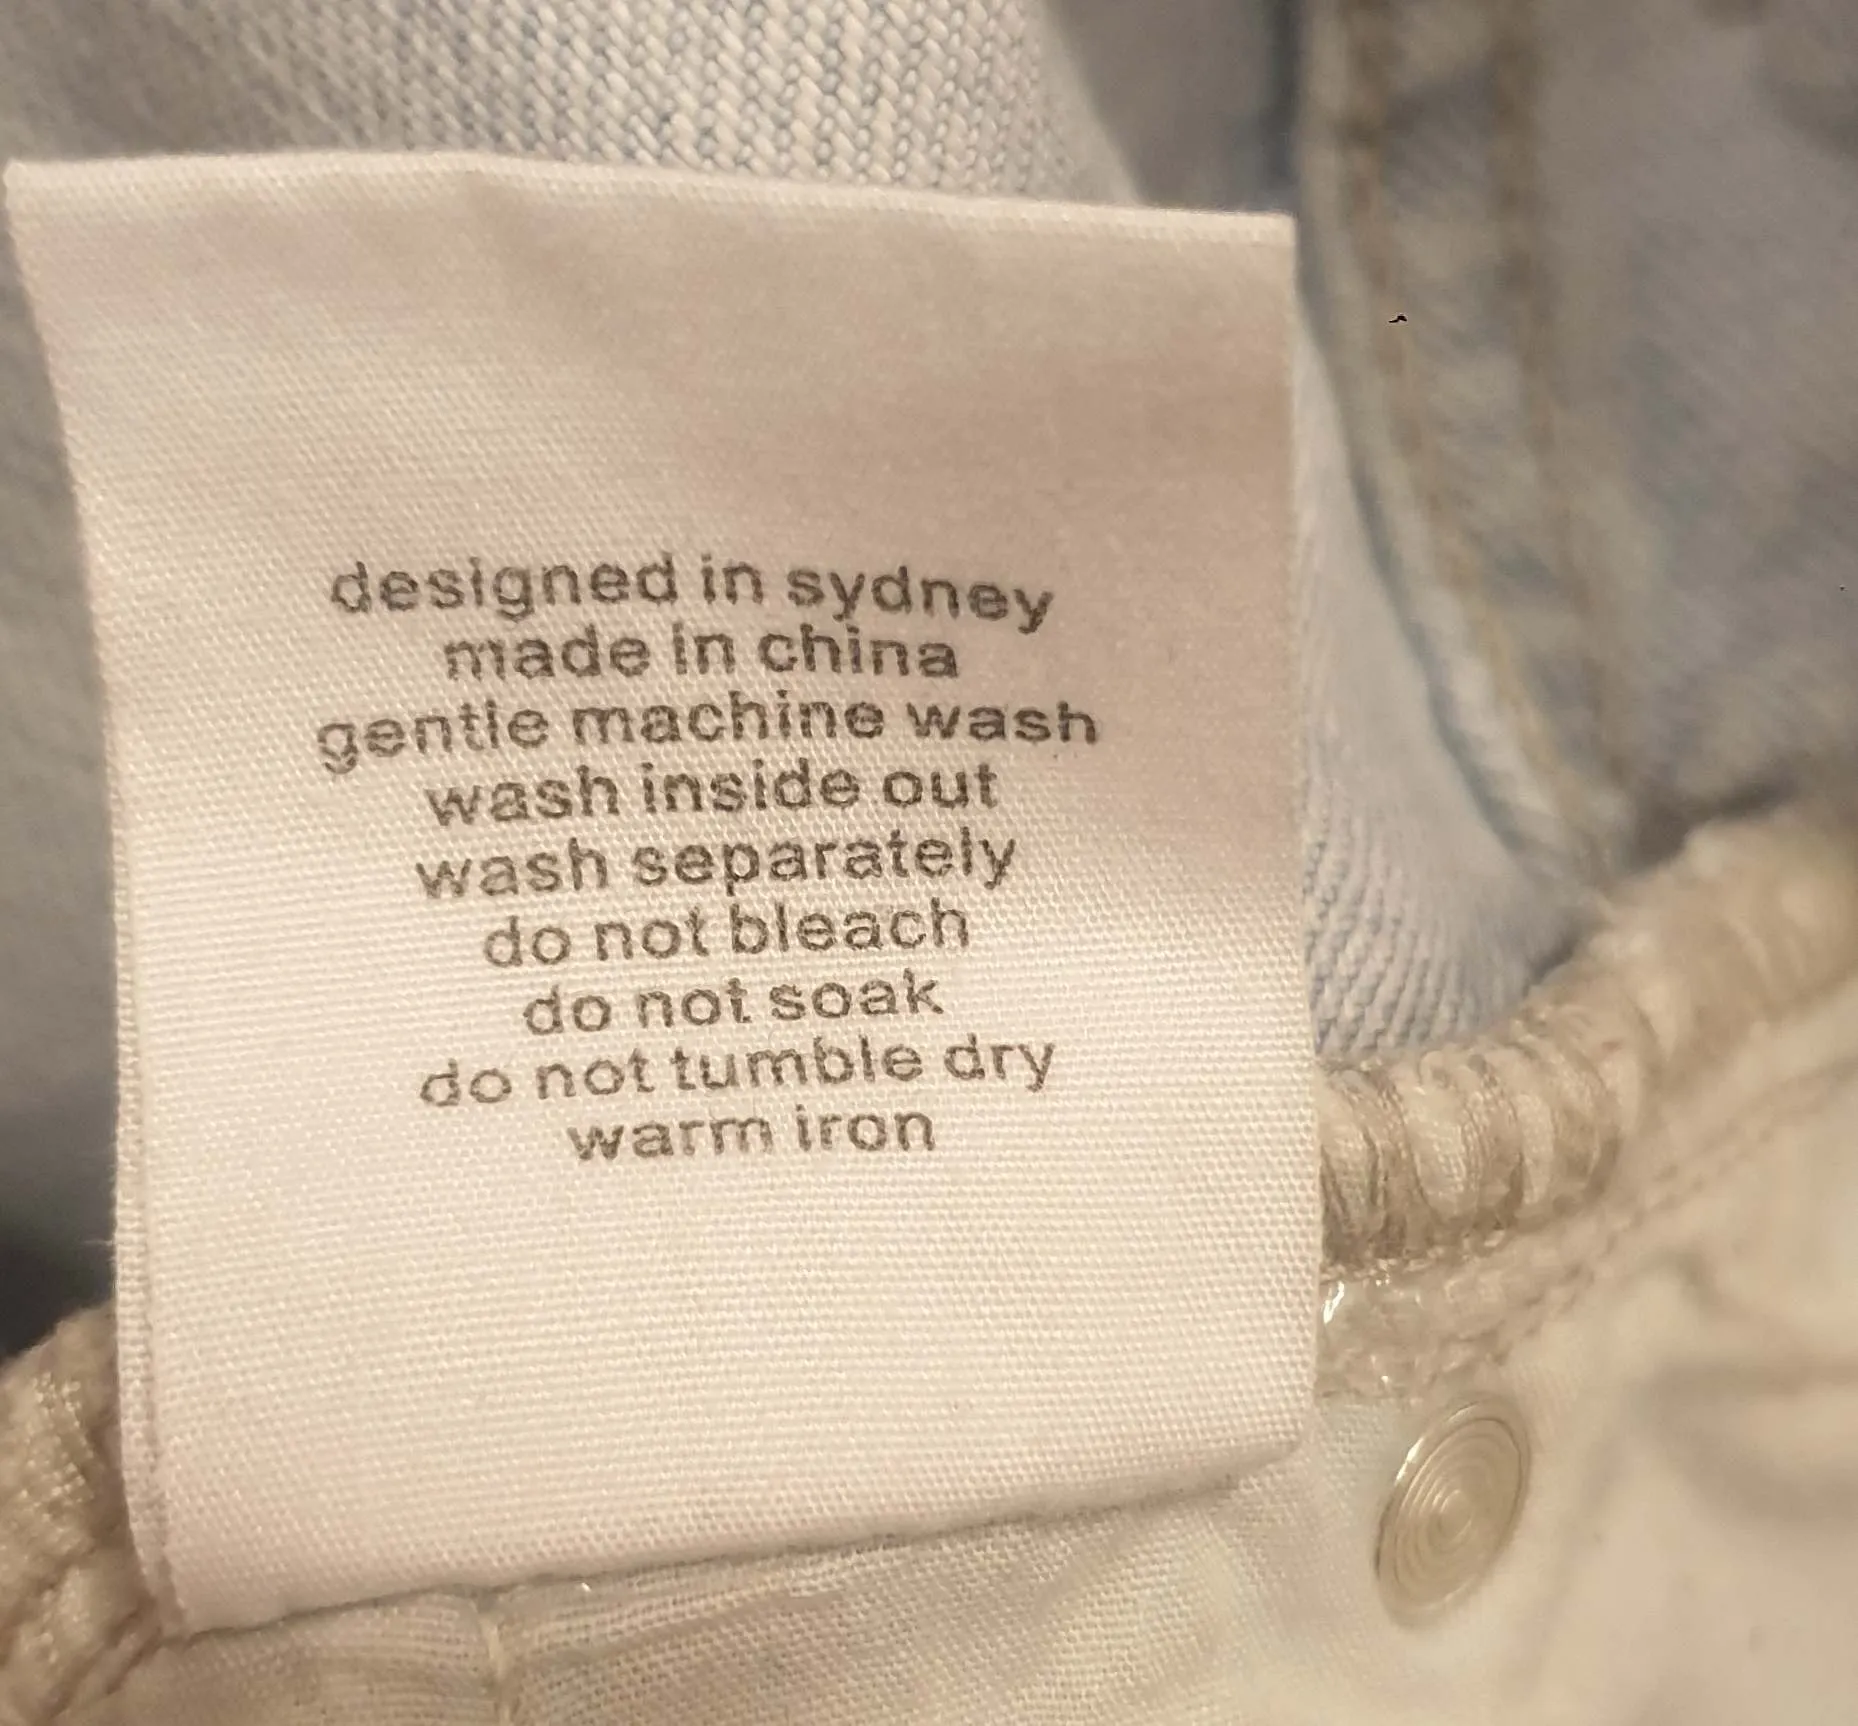 designed in sydney
made in china
gentle machine wash
wash inside out
wash separately
do not bleach
do not soak
do not tumble dry
warm iron